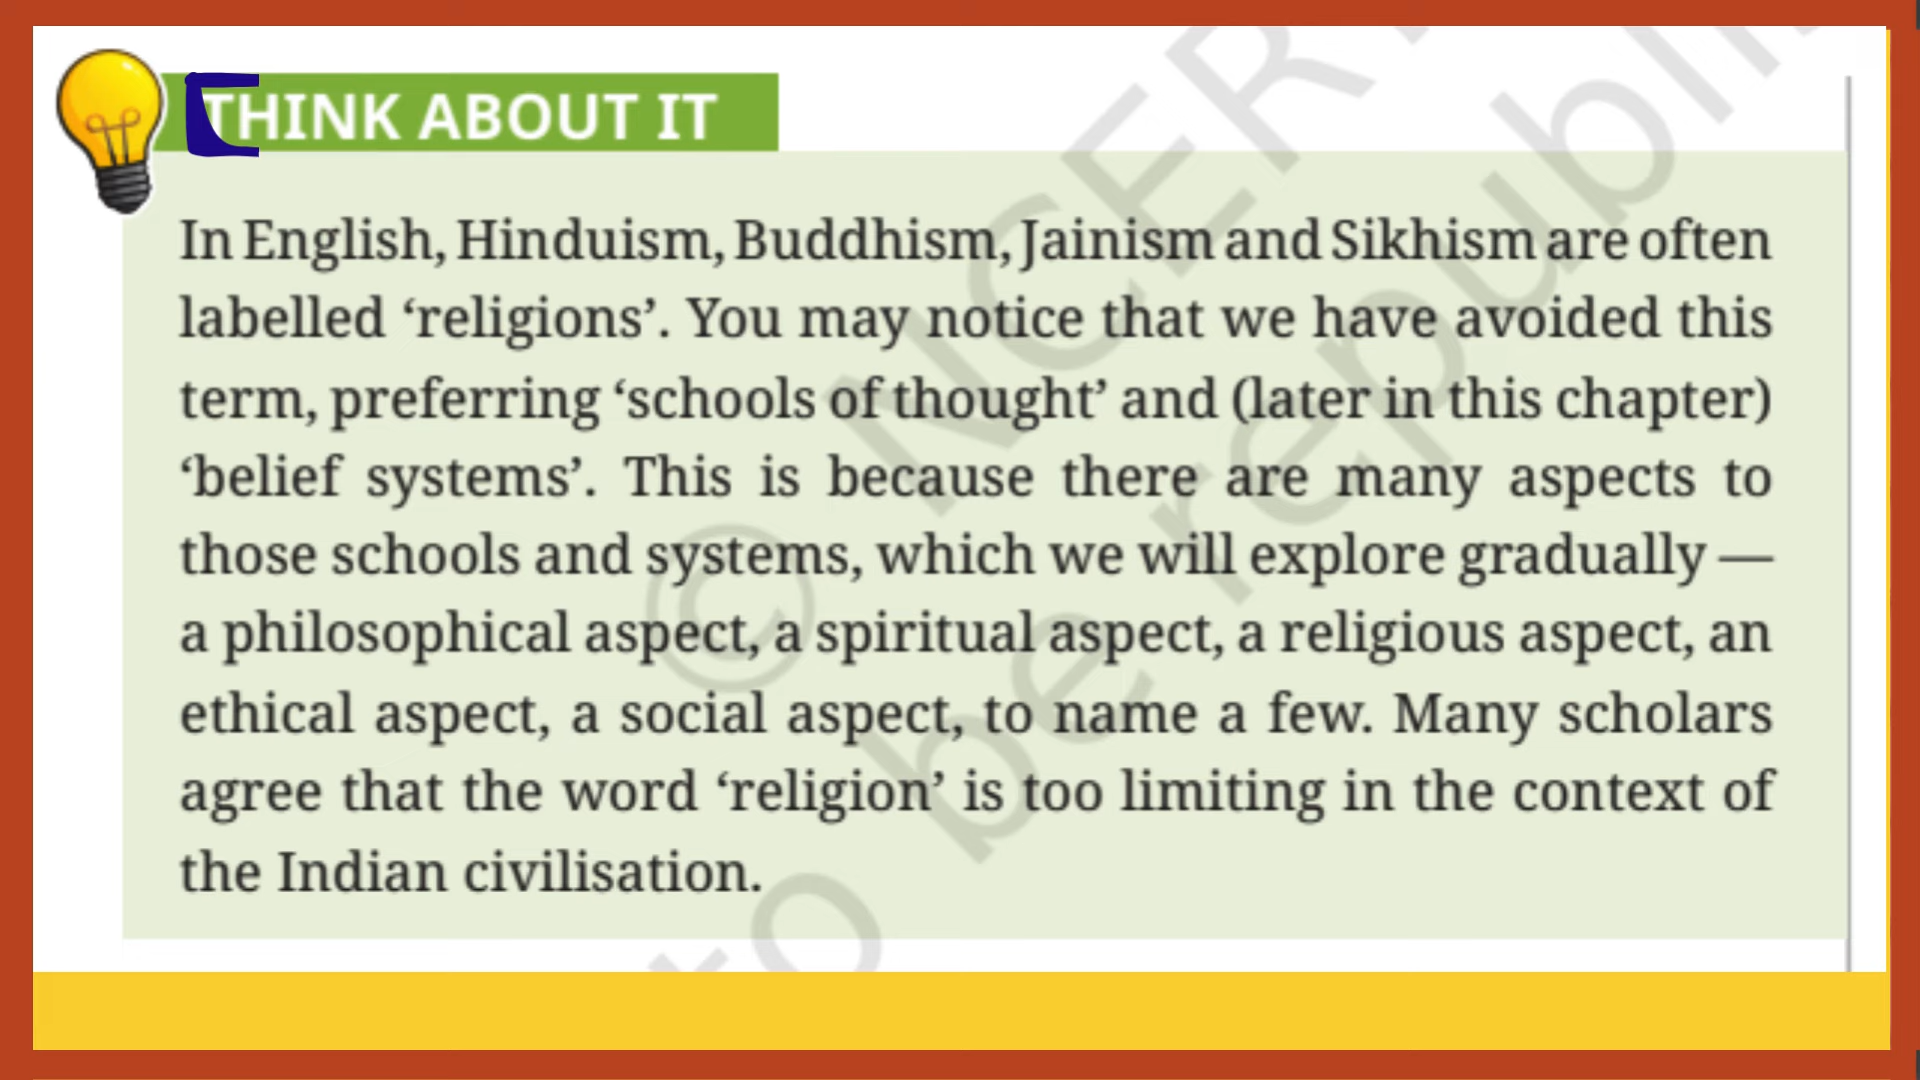 THINK ABOUT IT
In English, Hinduism, Buddhism, Jainism and Sikhism are often
labelled ‘religions’. You may notice that we have avoided this
term, preferring ‘schools of thought’ and (later in this chapter)
‘belief systems’. This is because there are many aspects to
those schools and systems, which we will explore gradually —
a philosophical aspect, a spiritual aspect, a religious aspect, an
ethical aspect, a social aspect, to name a few. Many scholars
agree that the word ‘religion’ is too limiting in the context of
the Indian civilisation.
© NCER
to be republi